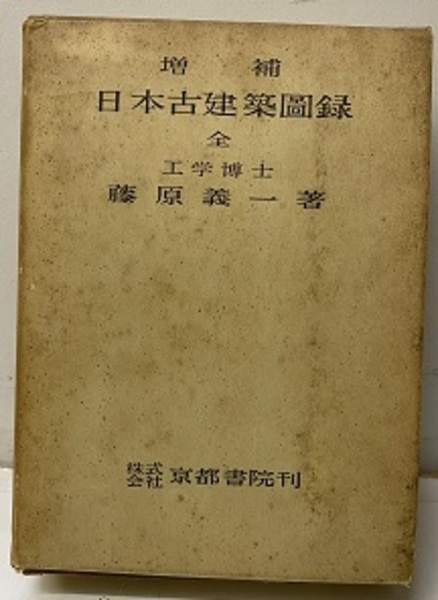 増 補
日本古建築圖録
全
工学博士
藤原義一著
株式会社 京都書院刊